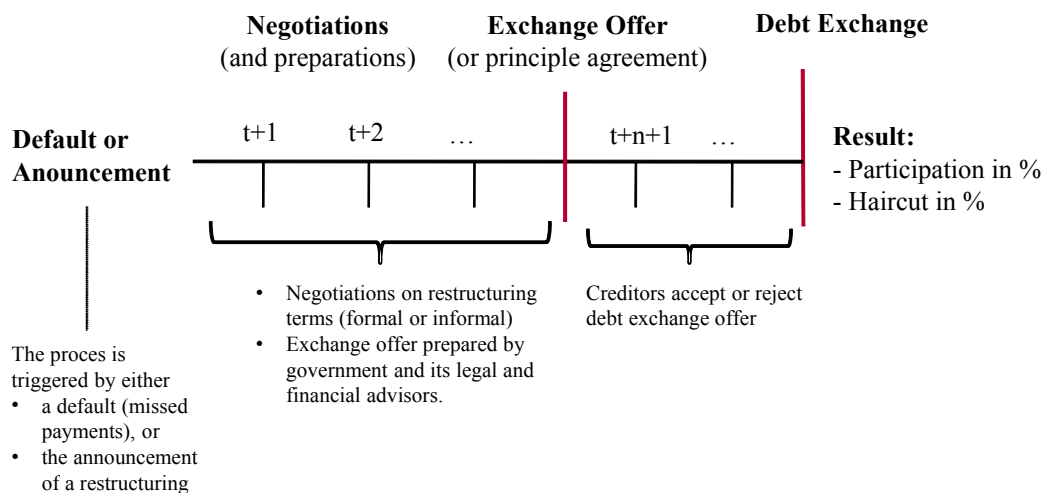 Negotiations
(and preparations)
Exchange Offer
(or principle agreement)
Debt Exchange
Default or
Anouncement
t+1
t+2
…
t+n+1
…
Result:
- Participation in %
- Haircut in %
• Negotiations on restructuring
terms (formal or informal)
• Exchange offer prepared by
government and its legal and
financial advisors.
Creditors accept or reject
debt exchange offer
The proces is
triggered by either
• a default (missed
payments), or
• the announcement
of a restructuring